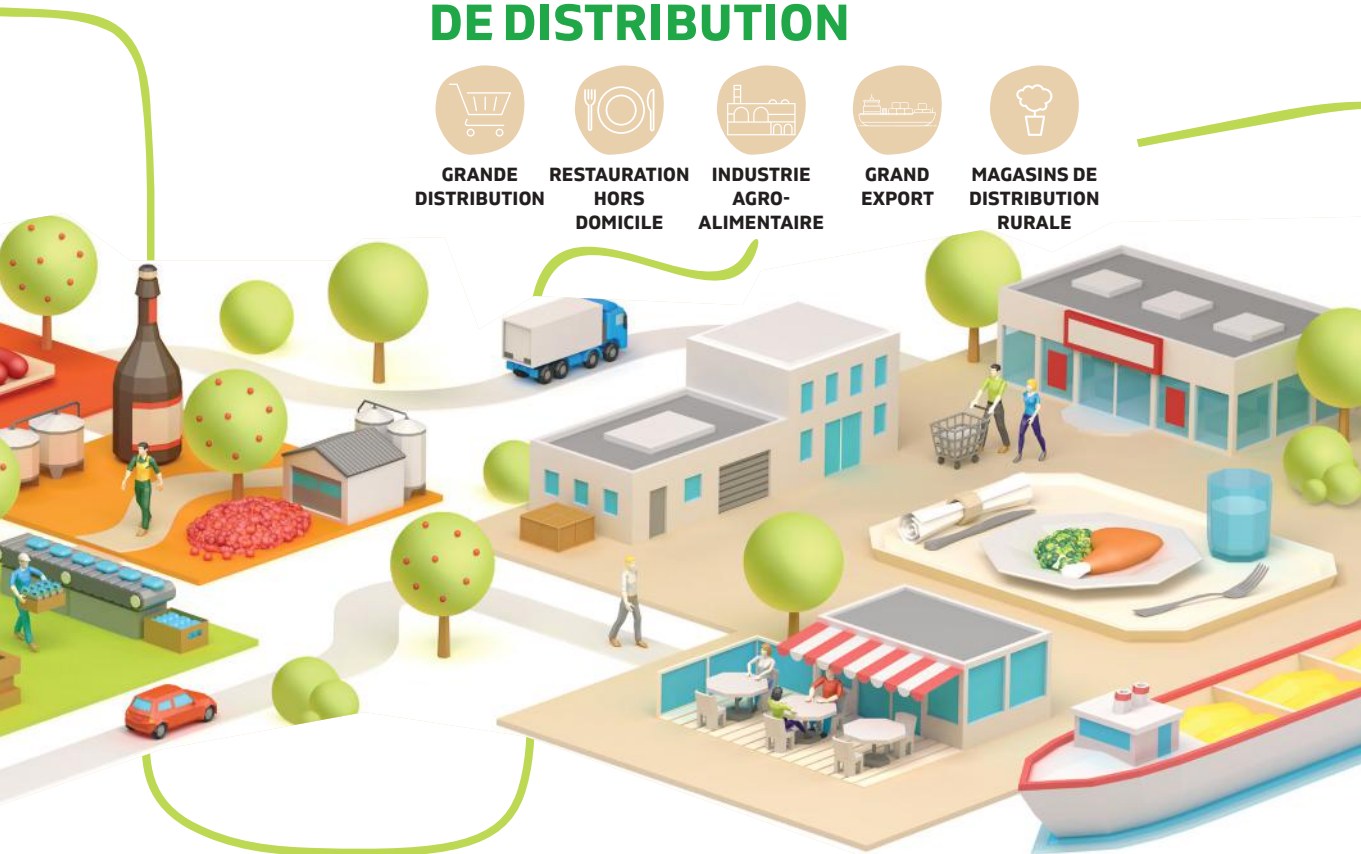 DE DISTRIBUTION
GRANDE
DISTRIBUTION
RESTAURATION
HORS
DOMICILE
INDUSTRIE
AGRO-
ALIMENTAIRE
GRAND
EXPORT
MAGASINS DE
DISTRIBUTION
RURALE